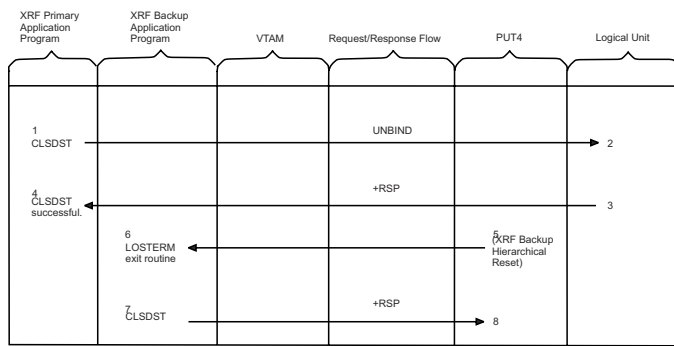 XRF Primary
Application
Program
XRF Backup
Application
Program
VTAM
Request/Response Flow
PUT4
Logical Unit
1
CLSDST
UNBIND
2
4
CLSDST
successful.
+RSP
3
6
LOSTERM
exit routine
5
(XRF Backup
Hierarchical
Reset)
7
CLSDST
+RSP
8